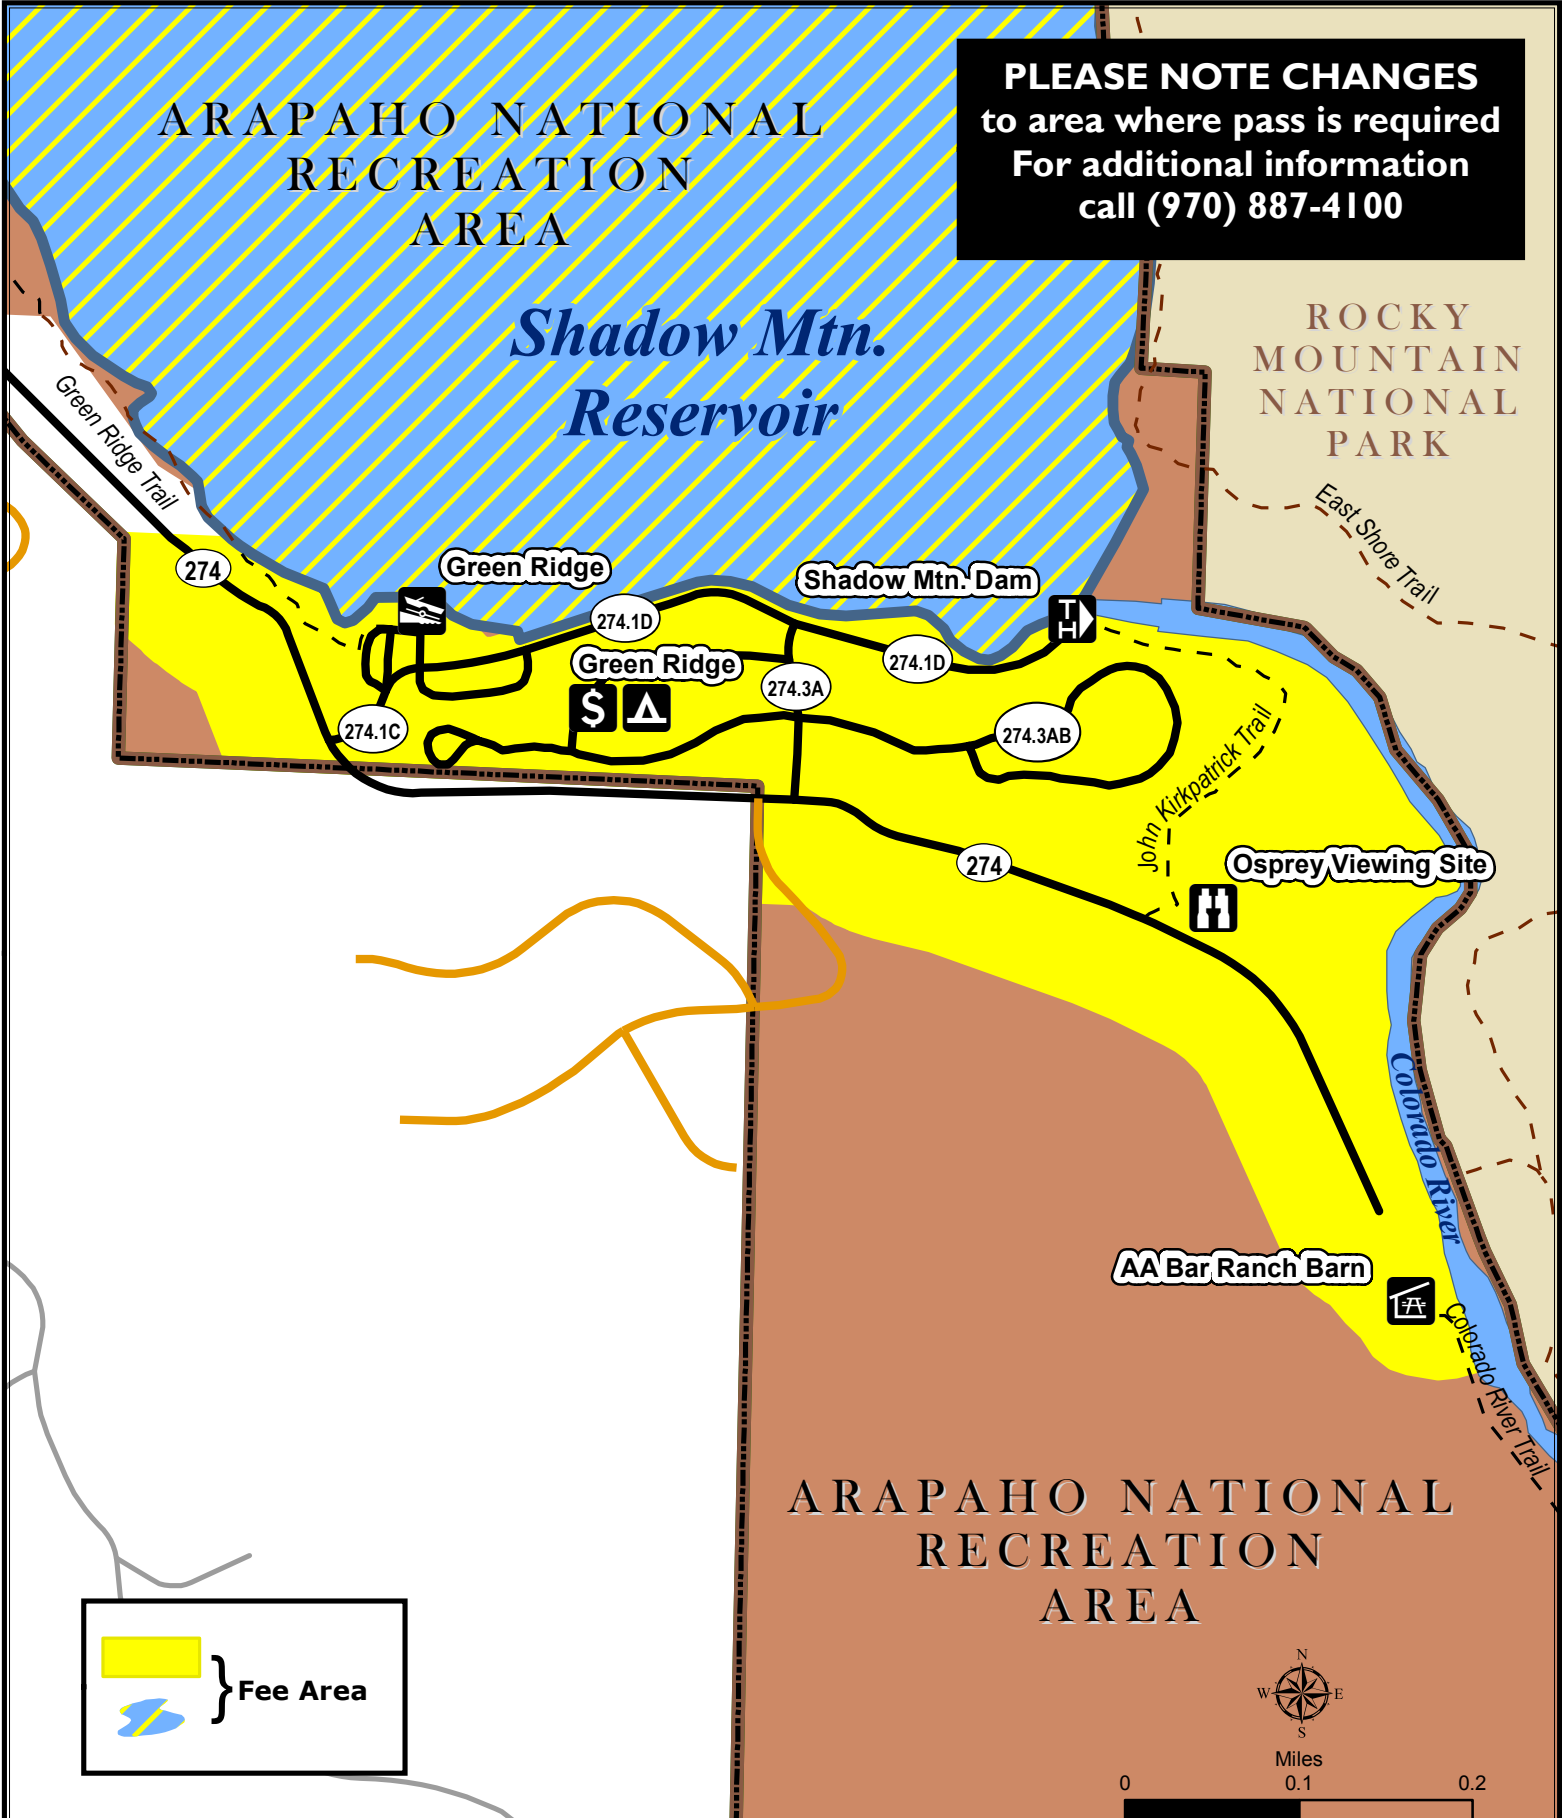 PLEASE NOTE CHANGES
to area where pass is required
For additional information
call (970) 887-4100
ARAPAHO NATIONAL
RECREATION
AREA
Shadow Mtn.
Reservoir
ROCKY
MOUNTAIN
NATIONAL
PARK
Green Ridge Trail
East Shore Trail
274
Green Ridge
Shadow Mtn. Dam
TH
274.1D
274.1D
Green Ridge
$
274.3A
274.1C
274.3AB
John Kirkpatrick Trail
274
Osprey Viewing Site
Colorado River
AA Bar Ranch Barn
Colorado River Trail
ARAPAHO NATIONAL
RECREATION
AREA
Fee Area
N
W E
S
Miles
0 0.1 0.2